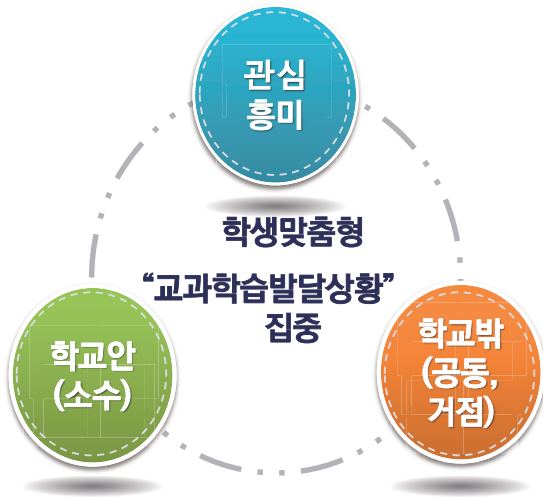 관심
흥미
학생맞춤형
“교과학습발달상황”
집중
학교안
(소수)
학교밖
(공동,
거점)